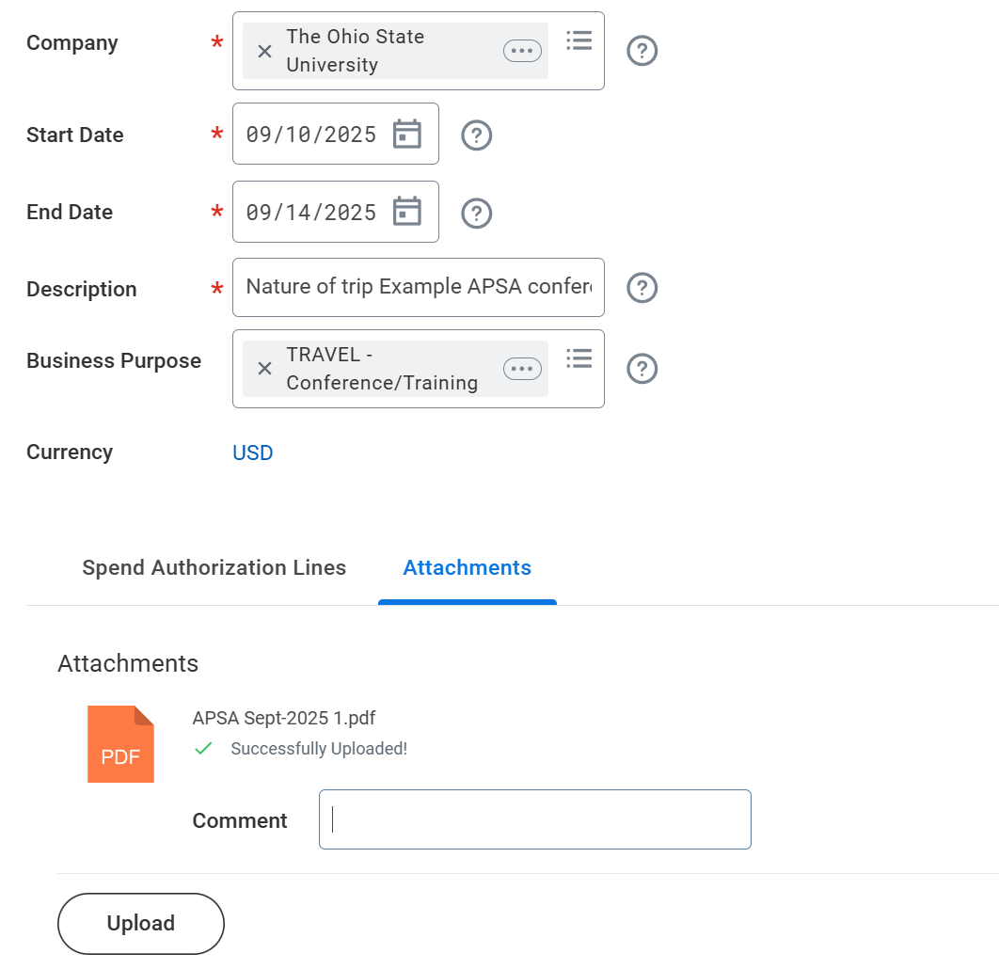 Company * The Ohio State University
Start Date * 09/10/2025
End Date * 09/14/2025
Description * Nature of trip Example APSA confer
Business Purpose TRAVEL - Conference/Training
Currency USD
Spend Authorization Lines Attachments
Attachments
PDF
APSA Sept-2025 1.pdf
Successfully Uploaded!
Comment
Upload